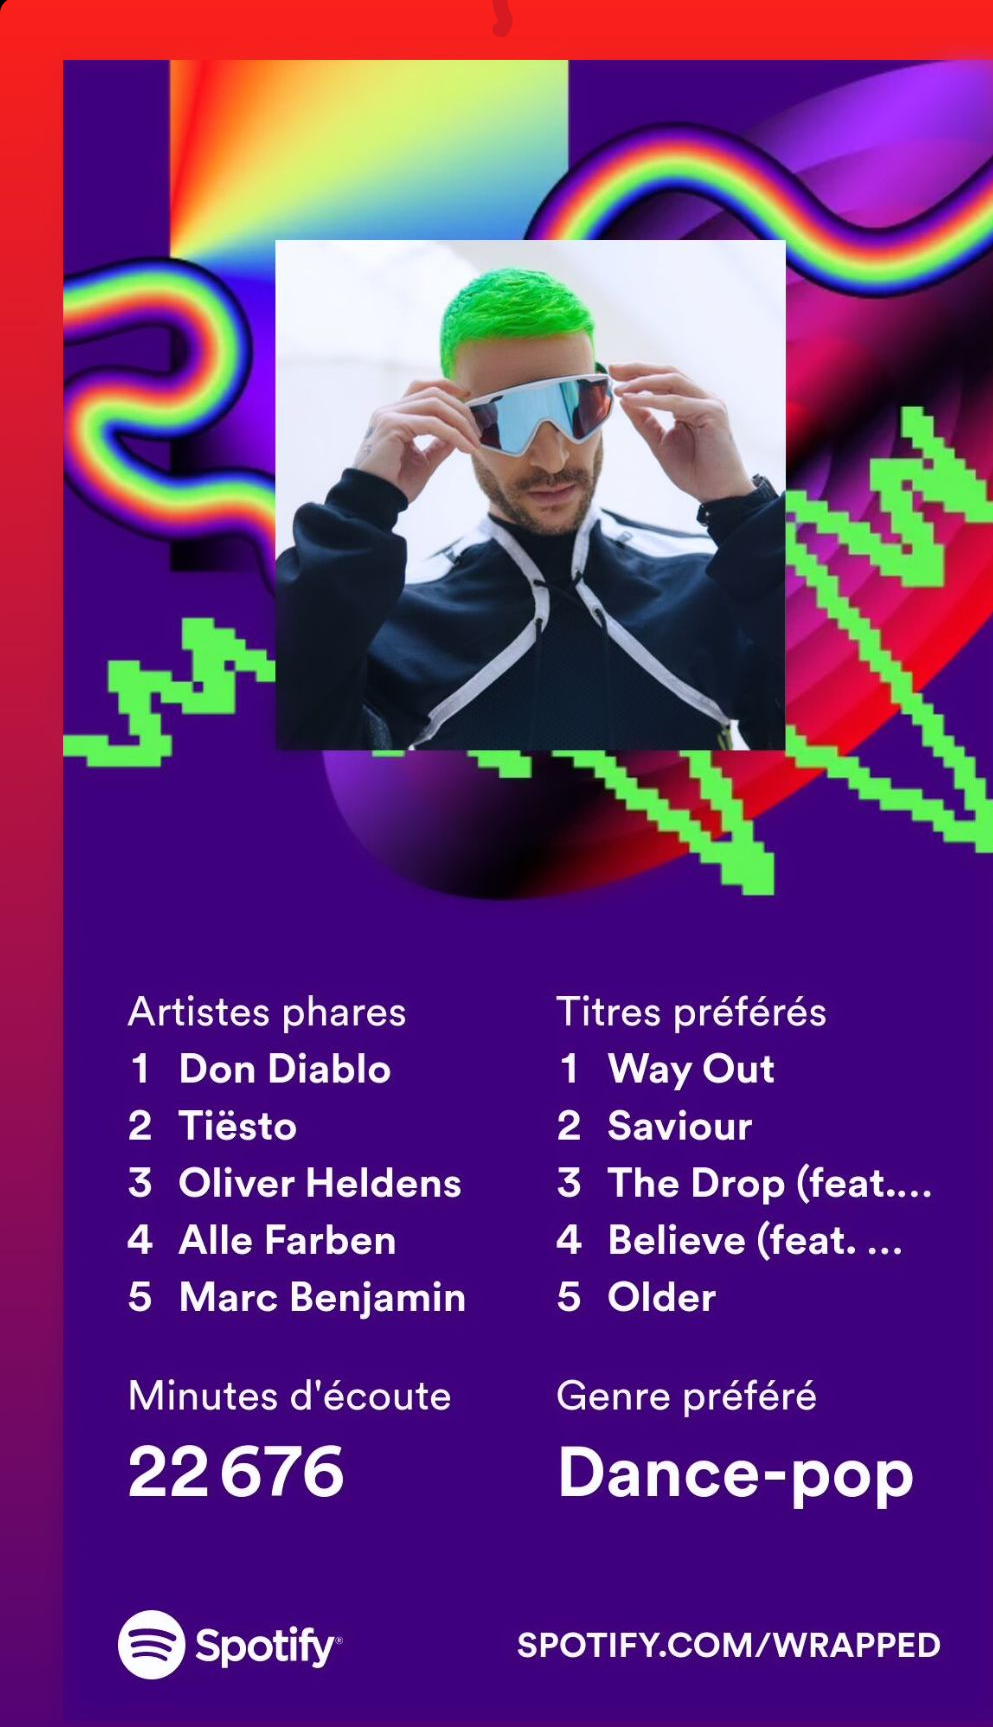 Artistes phares
1 Don Diablo
2 Tiësto
3 Oliver Heldens
4 Alle Farben
5 Marc Benjamin
Titres préférés
1 Way Out
2 Saviour
3 The Drop (feat....
4 Believe (feat. ...
5 Older
Minutes d'écoute
22 676
Genre préféré
Dance-pop
Spotify®
SPOTIFY.COM/WRAPPED